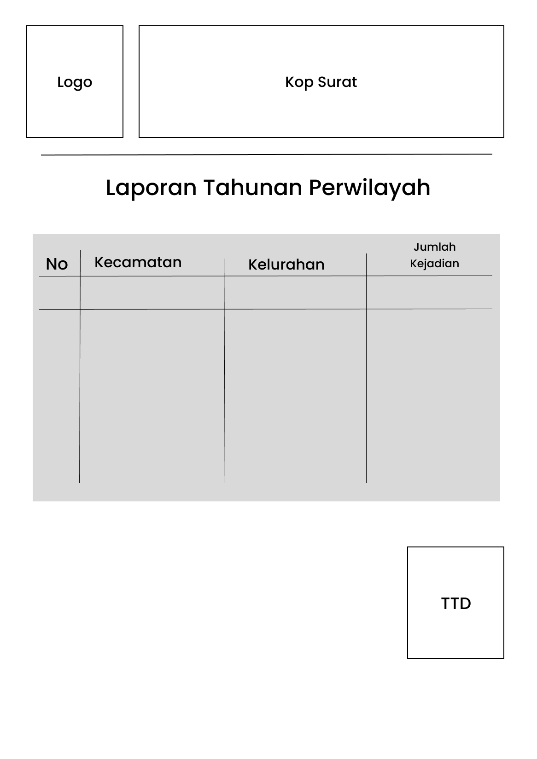 Logo
Kop Surat
Laporan Tahunan Perwilayah
No
Kecamatan
Kelurahan
Jumlah
Kejadian
TTD